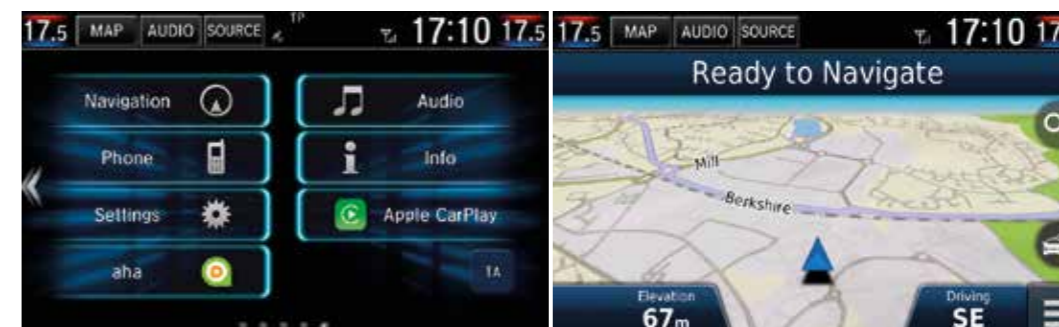 17.5 MAP AUDIO SOURCE TP 17:10 17.5
Navigation Audio
Phone Info
Settings Apple CarPlay
aha 1A
17.5 MAP AUDIO SOURCE 17:10 17
Ready to Navigate
Mill
Berkshire
Elevation Driving
67m SE